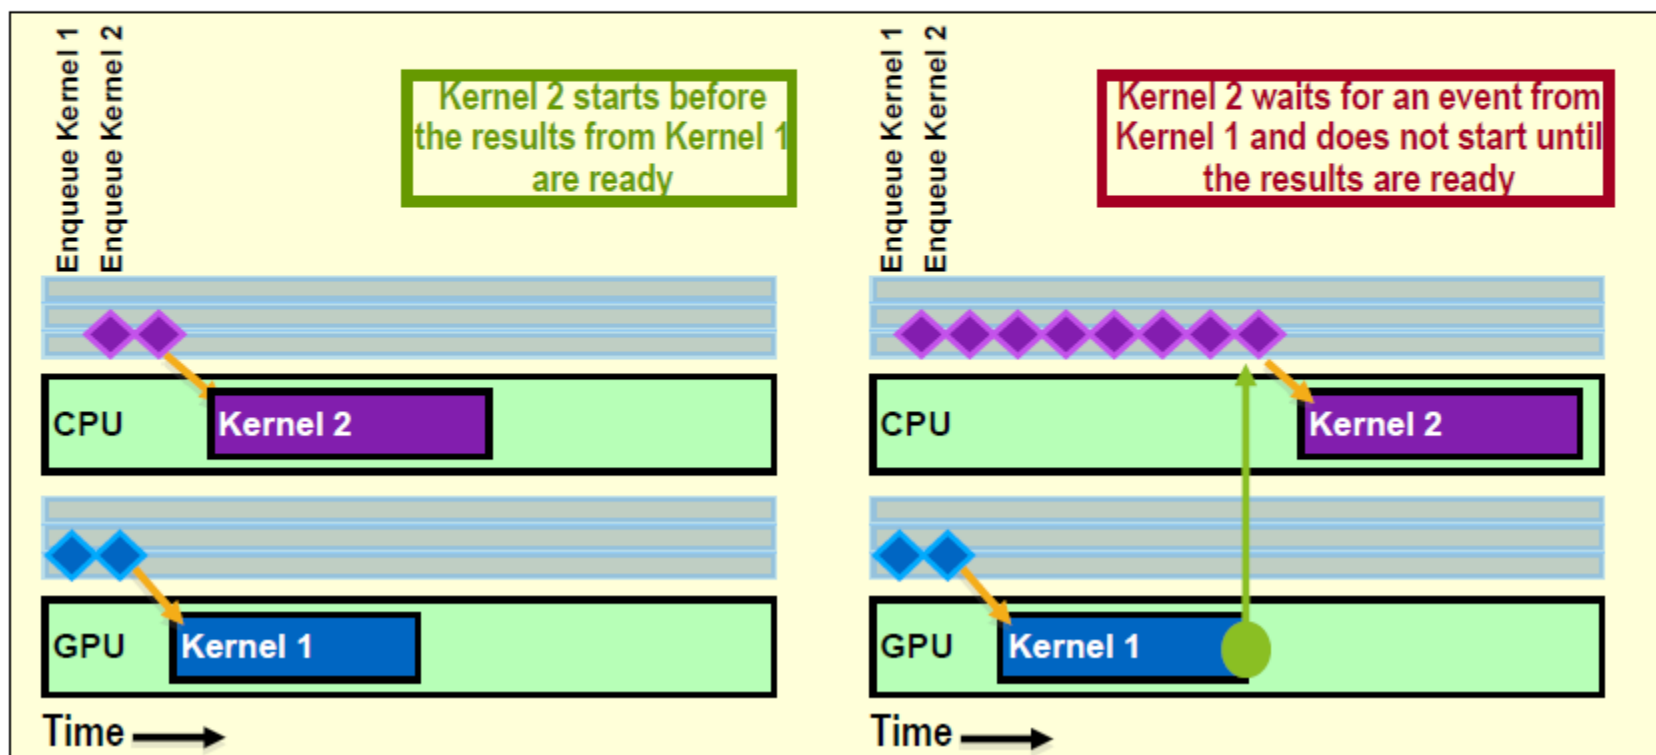 Enqueue Kernel 1
Enqueue Kernel 2
Kernel 2 starts before
the results from Kernel 1
are ready
CPU
Kernel 2
GPU
Kernel 1
Time
Enqueue Kernel 1
Enqueue Kernel 2
Kernel 2 waits for an event from
Kernel 1 and does not start until
the results are ready
CPU
Kernel 2
GPU
Kernel 1
Time